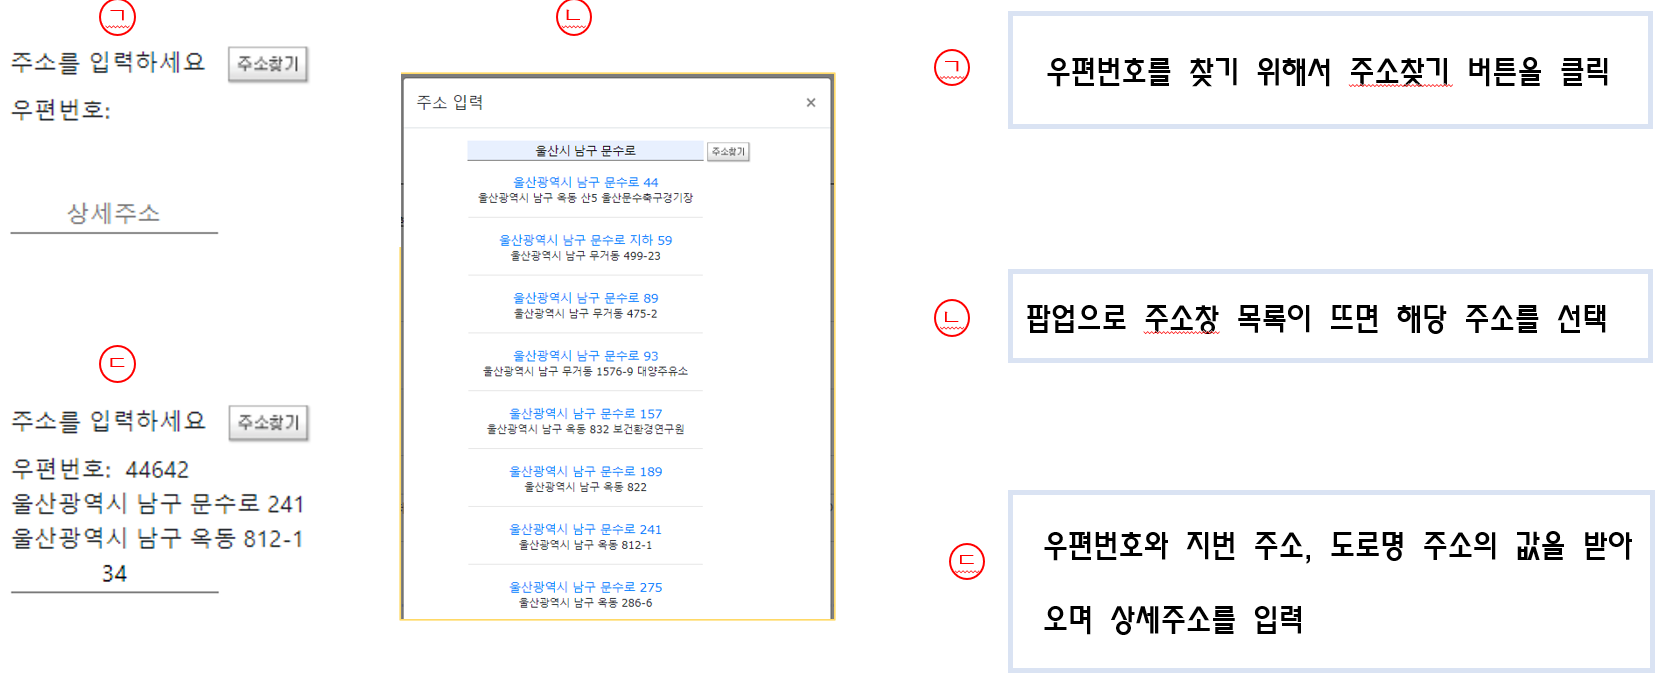 ㄱ
주소를 입력하세요 주소찾기
우편번호:
상세주소
ㄷ
주소를 입력하세요 주소찾기
우편번호: 44642
울산광역시 남구 문수로 241
울산광역시 남구 옥동 812-1
34
ㄴ
주소 입력 ×
울산시 남구 문수로 주소찾기
울산광역시 남구 문수로 44
울산광역시 남구 옥동 산5 울산문수축구경기장
울산광역시 남구 문수로 지하 59
울산광역시 남구 무거동 499-23
울산광역시 남구 문수로 89
울산광역시 남구 무거동 475-2
울산광역시 남구 문수로 93
울산광역시 남구 무거동 1576-9 대양주유소
울산광역시 남구 문수로 157
울산광역시 남구 옥동 832 보건환경연구원
울산광역시 남구 문수로 189
울산광역시 남구 옥동 822
울산광역시 남구 문수로 241
울산광역시 남구 옥동 812-1
울산광역시 남구 문수로 275
울산광역시 남구 옥동 286-6
ㄱ
우편번호를 찾기 위해서 주소찾기 버튼을 클릭
ㄴ
팝업으로 주소창 목록이 뜨면 해당 주소를 선택
ㄷ
우편번호와 지번 주소, 도로명 주소의 값을 받아
오며 상세주소를 입력